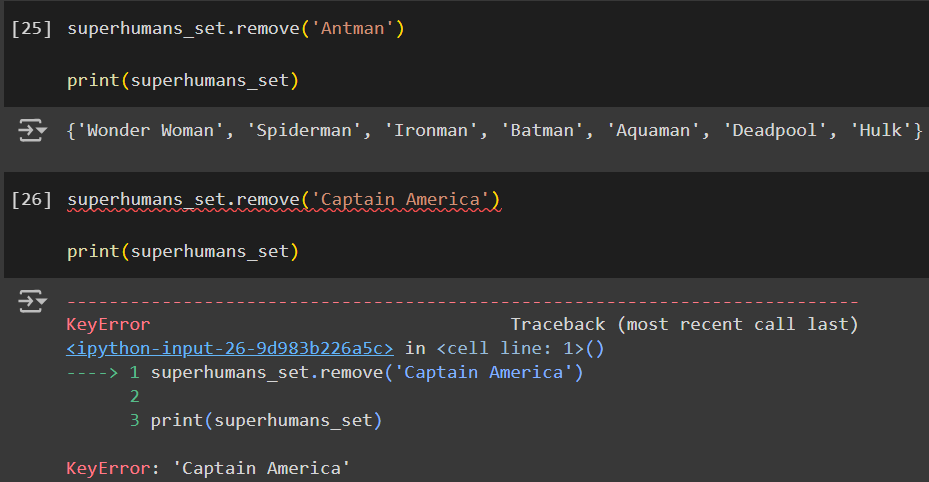 [25] superhumans_set.remove('Antman')
print(superhumans_set)
{'Wonder Woman', 'Spiderman', 'Ironman', 'Batman', 'Aquaman', 'Deadpool', 'Hulk'}
[26] superhumans_set.remove('Captain America')
print(superhumans_set)
---------------------------------------------------------------------------
KeyError Traceback (most recent call last)
<ipython-input-26-9d983b226a5c> in <cell line: 1>()
----> 1 superhumans_set.remove('Captain America')
2
3 print(superhumans_set)
KeyError: 'Captain America'